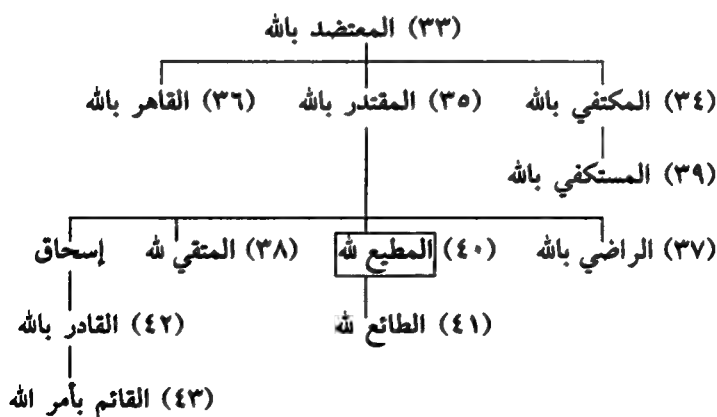 (٣٣) المعتضد بالله
(٣٤) المكتفي بالله (٣٥) المقتدر بالله (٣٦) القاهر بالله
(٣٩) المستكفي بالله
(٣٧) الراضي بالله (٤٠) المطيع لله (٣٨) المتقي لله إسحاق
(٤١) الطائع لله (٤٢) القادر بالله
(٤٣) القائم بأمر الله